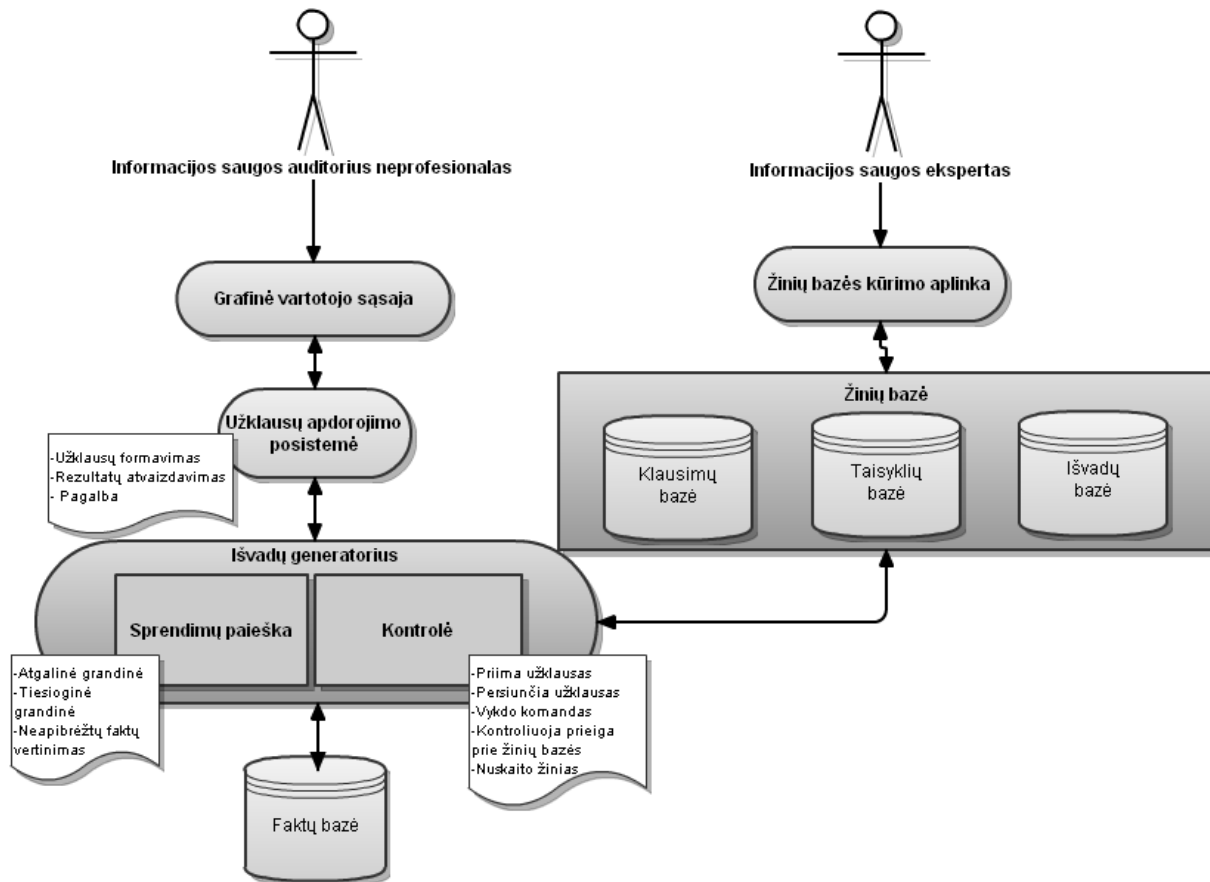 Informacijos saugos auditorius neprofesionalas
Informacijos saugos ekspertas
Grafinė vartotojo sąsaja
Žinių bazės kūrimo aplinka
Užklausų apdorojimo
posistemė
-Užklausų formavimas
-Rezultatų atvaizdavimas
- Pagalba
Žinių bazė
Klausimų
bazė
Taisyklių
bazė
Išvadų
bazė
Išvadų generatorius
Sprendimų paieška
Kontrolė
-Atgalinė grandinė
-Tiesioginė
grandinė
-Neapibrėžtų faktų
vertinimas
-Priima užklausas
-Persiunčia užklausas
-Vykdo komandas
-Kontroliuoja prieiga
prie žinių bazės
-Nuskaito žinias
Faktų bazė